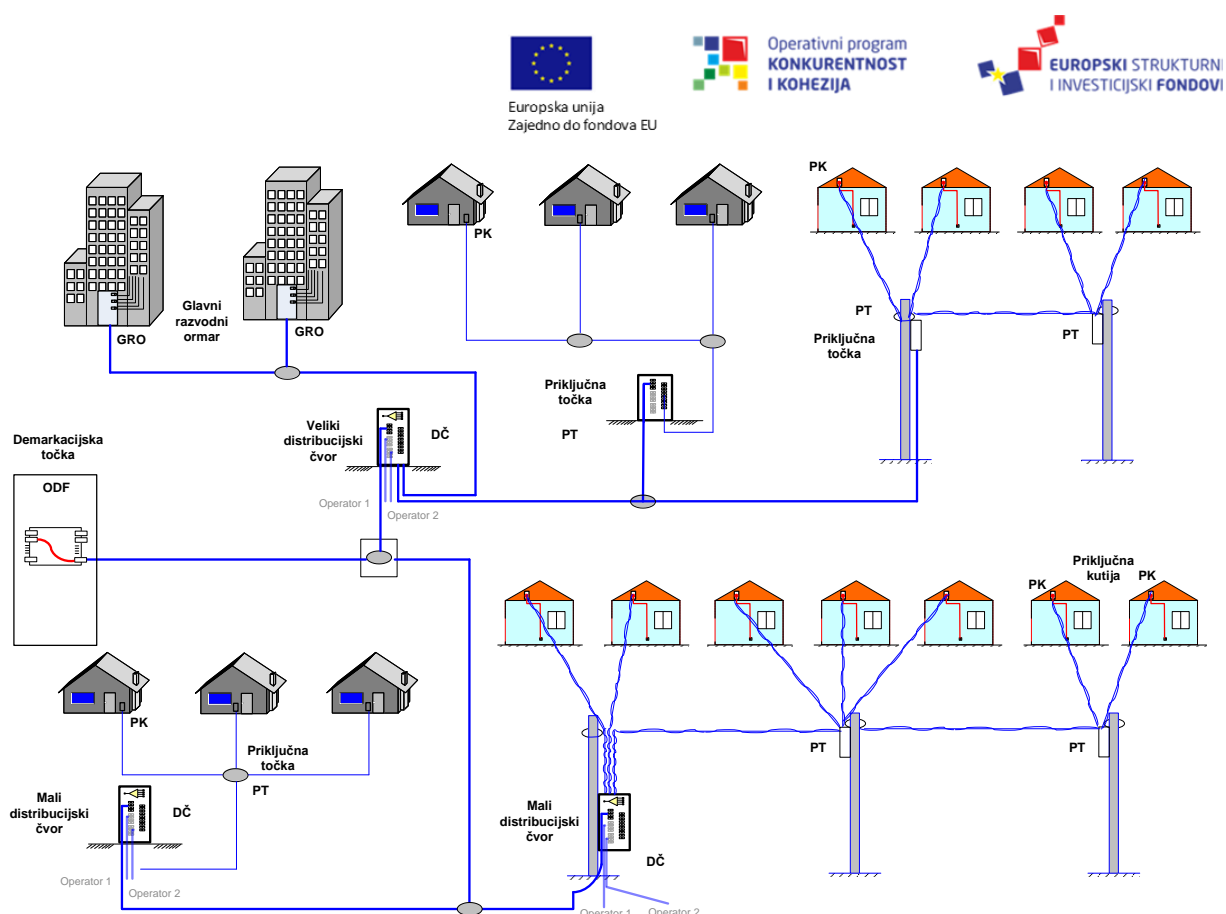 Operativni program
KONKURENTNOST
I KOHEZIJA
EUROPSKI STRUKTURNI
I INVESTICIJSKI FONDOVI
Europska unija
Zajedno do fondova EU
PK
PK
Glavni
razvodni
ormar
GRO
GRO
PT
Priključna
točka
PT
Priključna
točka
PT
Veliki
distribucijski
čvor
DČ
Demarkacijska
točka
ODF
Operator 1
Operator 2
Priključna
kutija
PK
PK
PK
Priključna
točka
PT
PT
PT
Mali
distribucijski
čvor
DČ
Mali
distribucijski
čvor
DČ
Operator 1
Operator 2
Operator 1
Operator 2